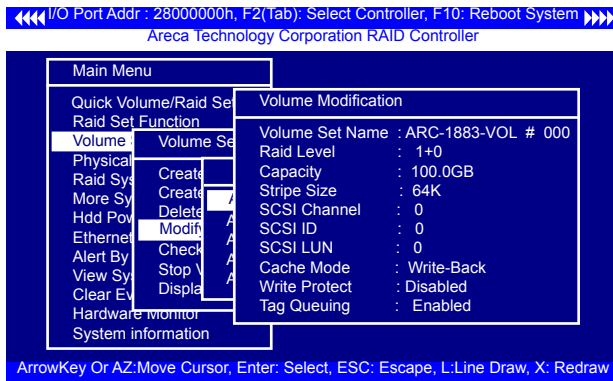 I/O Port Addr : 28000000h, F2(Tab): Select Controller, F10: Reboot System
Areca Technology Corporation RAID Controller
Main Menu
Quick Volume/Raid Se
Raid Set Function
Volume
Physical
Raid Sys
More Sy
Hdd Pow
Ethernet
Alert By
View Sy
Clear Ev
Hardware Monitor
System information
Volume Se
Create
Create
Delete
Modify
Check
Stop V
Displa
A
A
A
A
A
Volume Modification
Volume Set Name : ARC-1883-VOL # 000
Raid Level : 1+0
Capacity : 100.0GB
Stripe Size : 64K
SCSI Channel : 0
SCSI ID : 0
SCSI LUN : 0
Cache Mode : Write-Back
Write Protect : Disabled
Tag Queuing : Enabled
ArrowKey Or AZ:Move Cursor, Enter: Select, ESC: Escape, L:Line Draw, X: Redraw